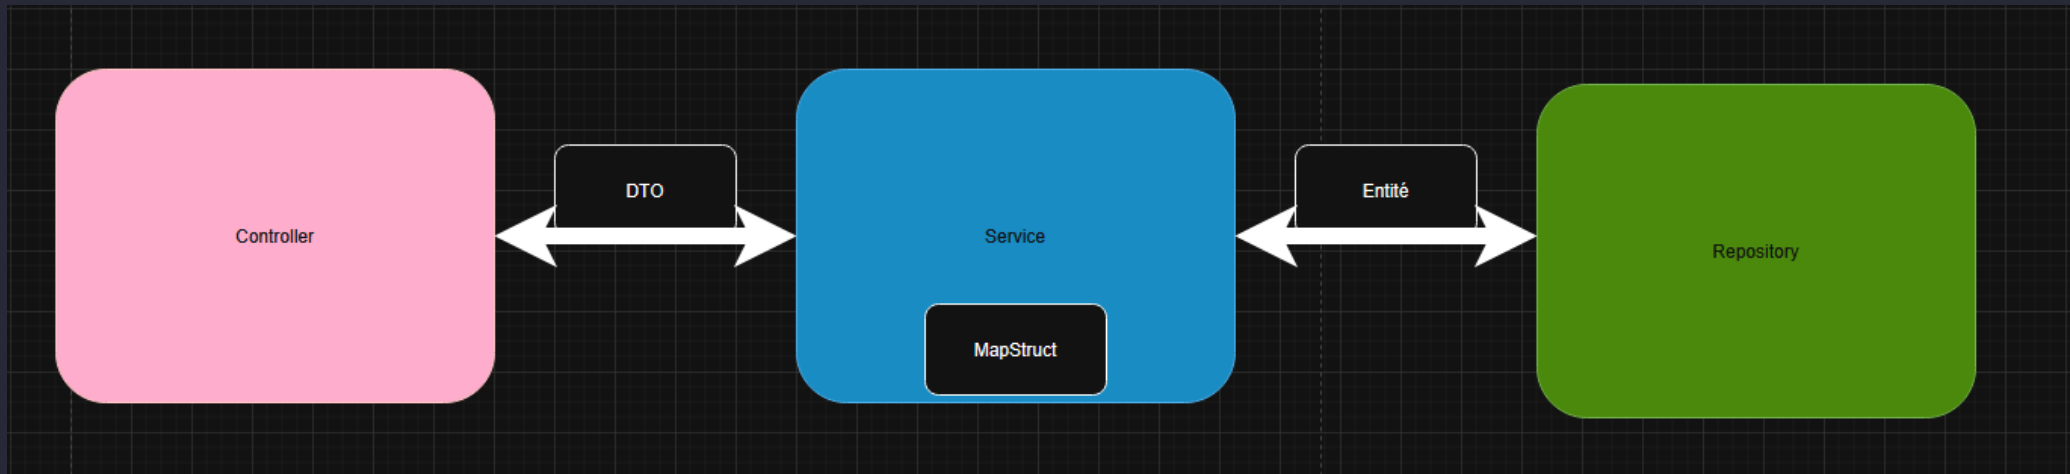 Controller
DTO
Service
MapStruct
Entité
Repository